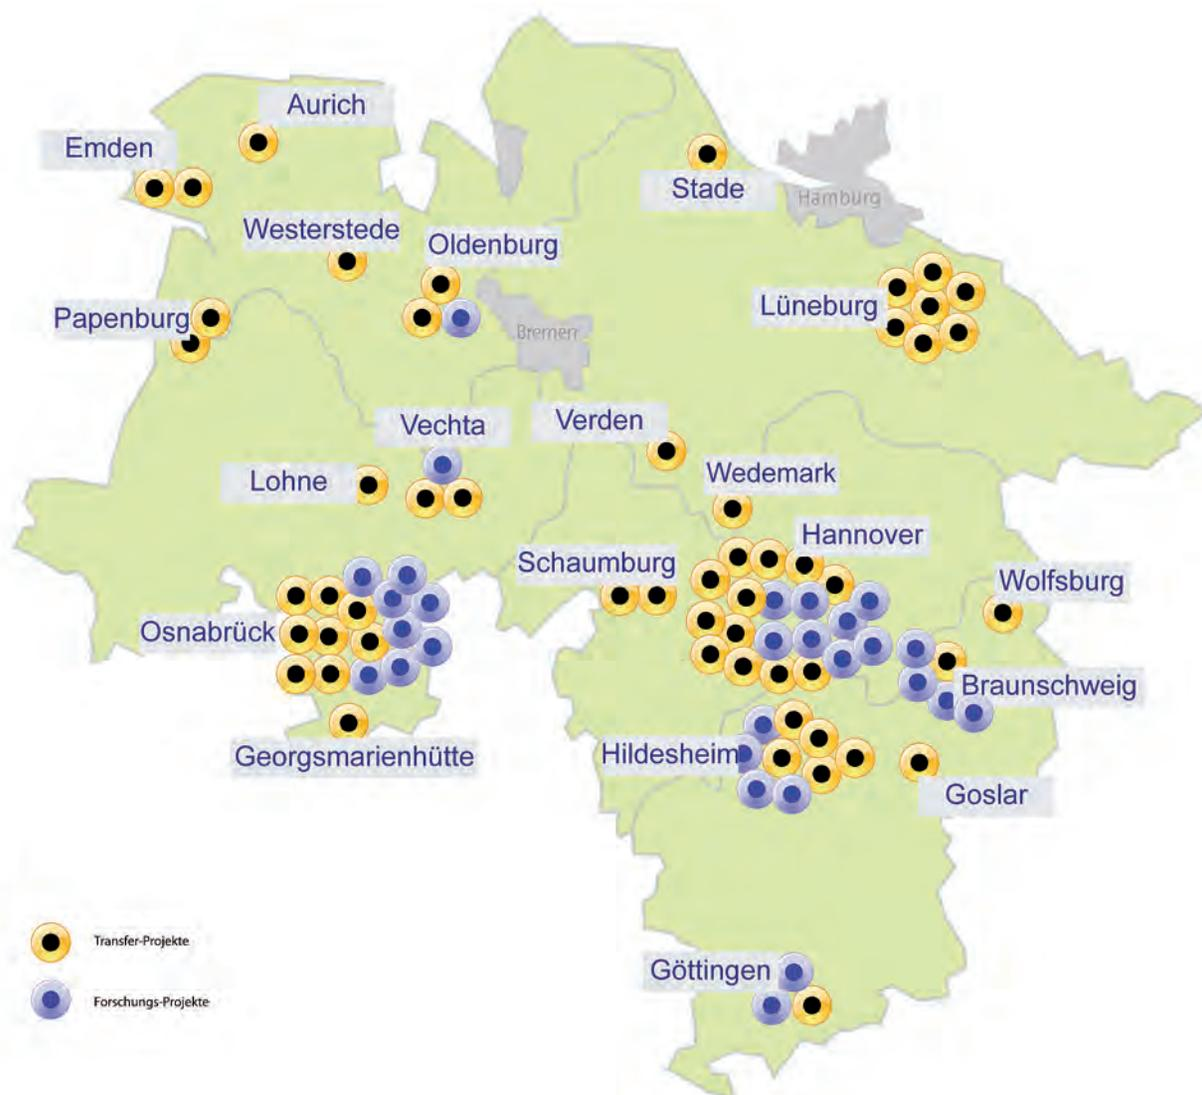 Aurich
Emden
Stade
Hamburg
Westerstede
Oldenburg
Lüneburg
Papenburg
Bremen
Vechta
Verden
Lohne
Wedemark
Hannover
Schaumburg
Wolfsburg
Osnabrück
Braunschweig
Georgsmarienhütte
Hildesheim
Goslar
Transfer-Projekte
Göttingen
Forschungs-Projekte